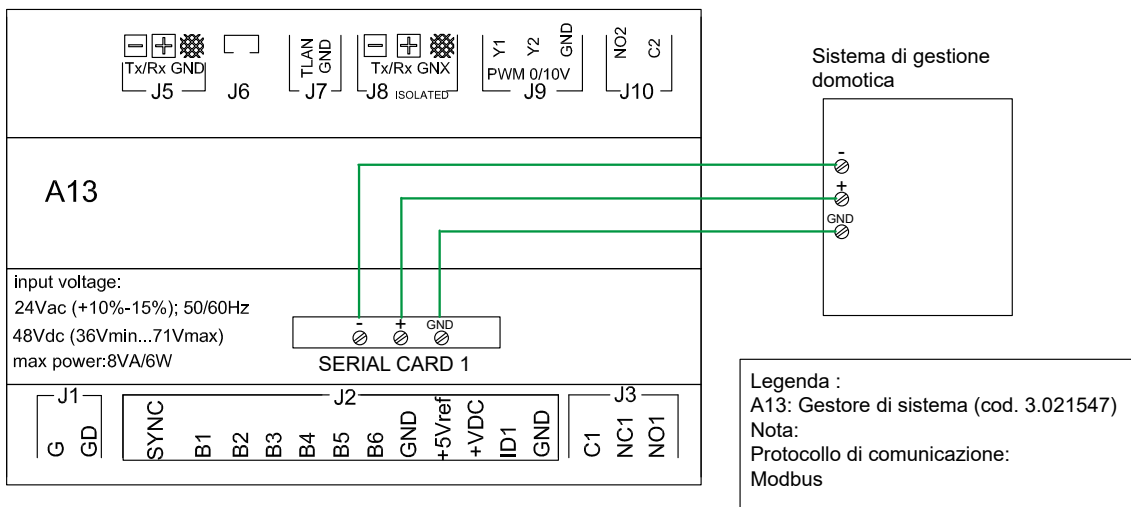 - +
Tx/Rx GND
J5
J6
TLAN
GND
J7
- +
Tx/Rx GNX
J8 ISOLATED
Y1
Y2
GND
PWM 0/10V
J9
NO2
C2
J10
Sistema di gestione
domotica
-
+
GND
A13
input voltage:
24Vac (+10%-15%); 50/60Hz
48Vdc (36Vmin...71Vmax)
max power:8VA/6W
- + GND
SERIAL CARD 1
J1
G
GD
J2
SYNC
B1
B2
B3
B4
B5
B6
GND
+5Vref
+VDC
ID1
GND
J3
C1
NC1
NO1
Legenda :
A13: Gestore di sistema (cod. 3.021547)
Nota:
Protocollo di comunicazione:
Modbus